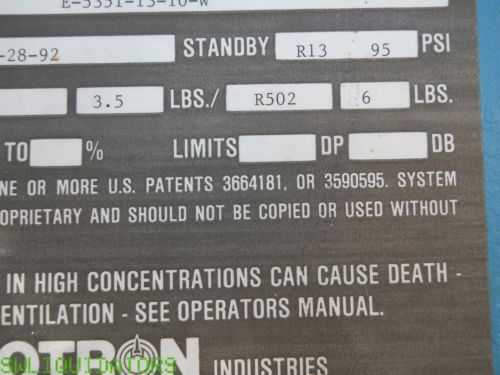 E-5351-13-10-W
-28-92 STANDBY R13 95 PSI
3.5 LBS./ R502 6 LBS.
TO % LIMITS DP DB
NE OR MORE U.S. PATENTS 3664181, OR 3590595. SYSTEM
OPRIETARY AND SHOULD NOT BE COPIED OR USED WITHOUT
IN HIGH CONCENTRATIONS CAN CAUSE DEATH -
ENTILATION - SEE OPERATORS MANUAL.
OTRON INDUSTRIES
SWLIQUIDATORS